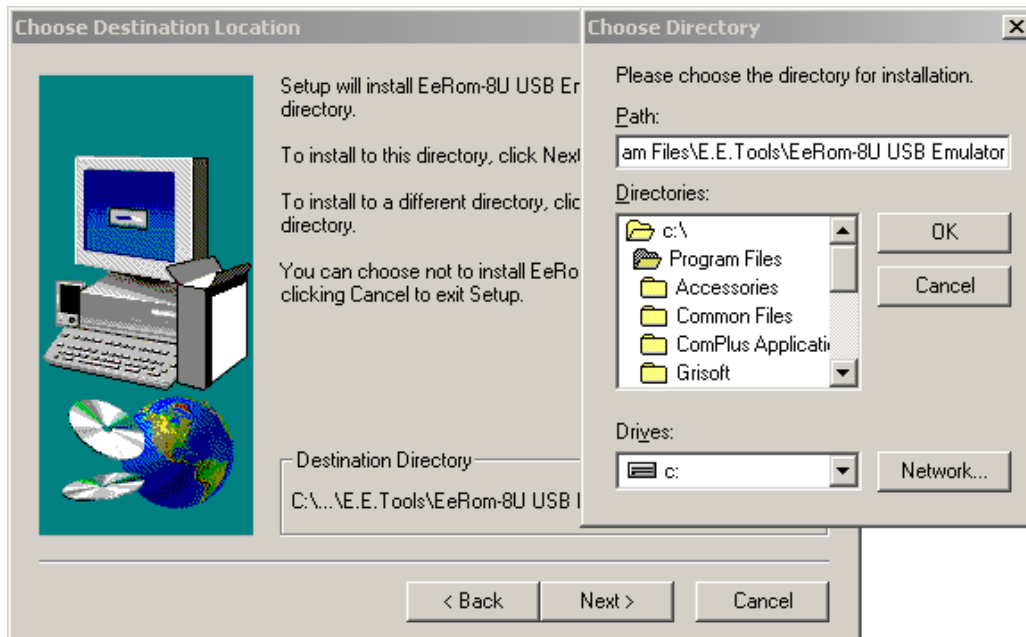 Choose Destination Location
Setup will install EeRom-8U USB Er
directory.
To install to this directory, click Next
To install to a different directory, clic
directory.
You can choose not to install EeRo
clicking Cancel to exit Setup.
Destination Directory
C:\...\E.E.Tools\EeRom-8U USB
< Back
Next >
Cancel
Choose Directory
Please choose the directory for installation.
Path:
am Files\E.E.Tools\EeRom-8U USB Emulator
Directories:
c:\
Program Files
Accessories
Common Files
ComPlus Applicati
Grisoft
OK
Cancel
Drives:
c:
Network...